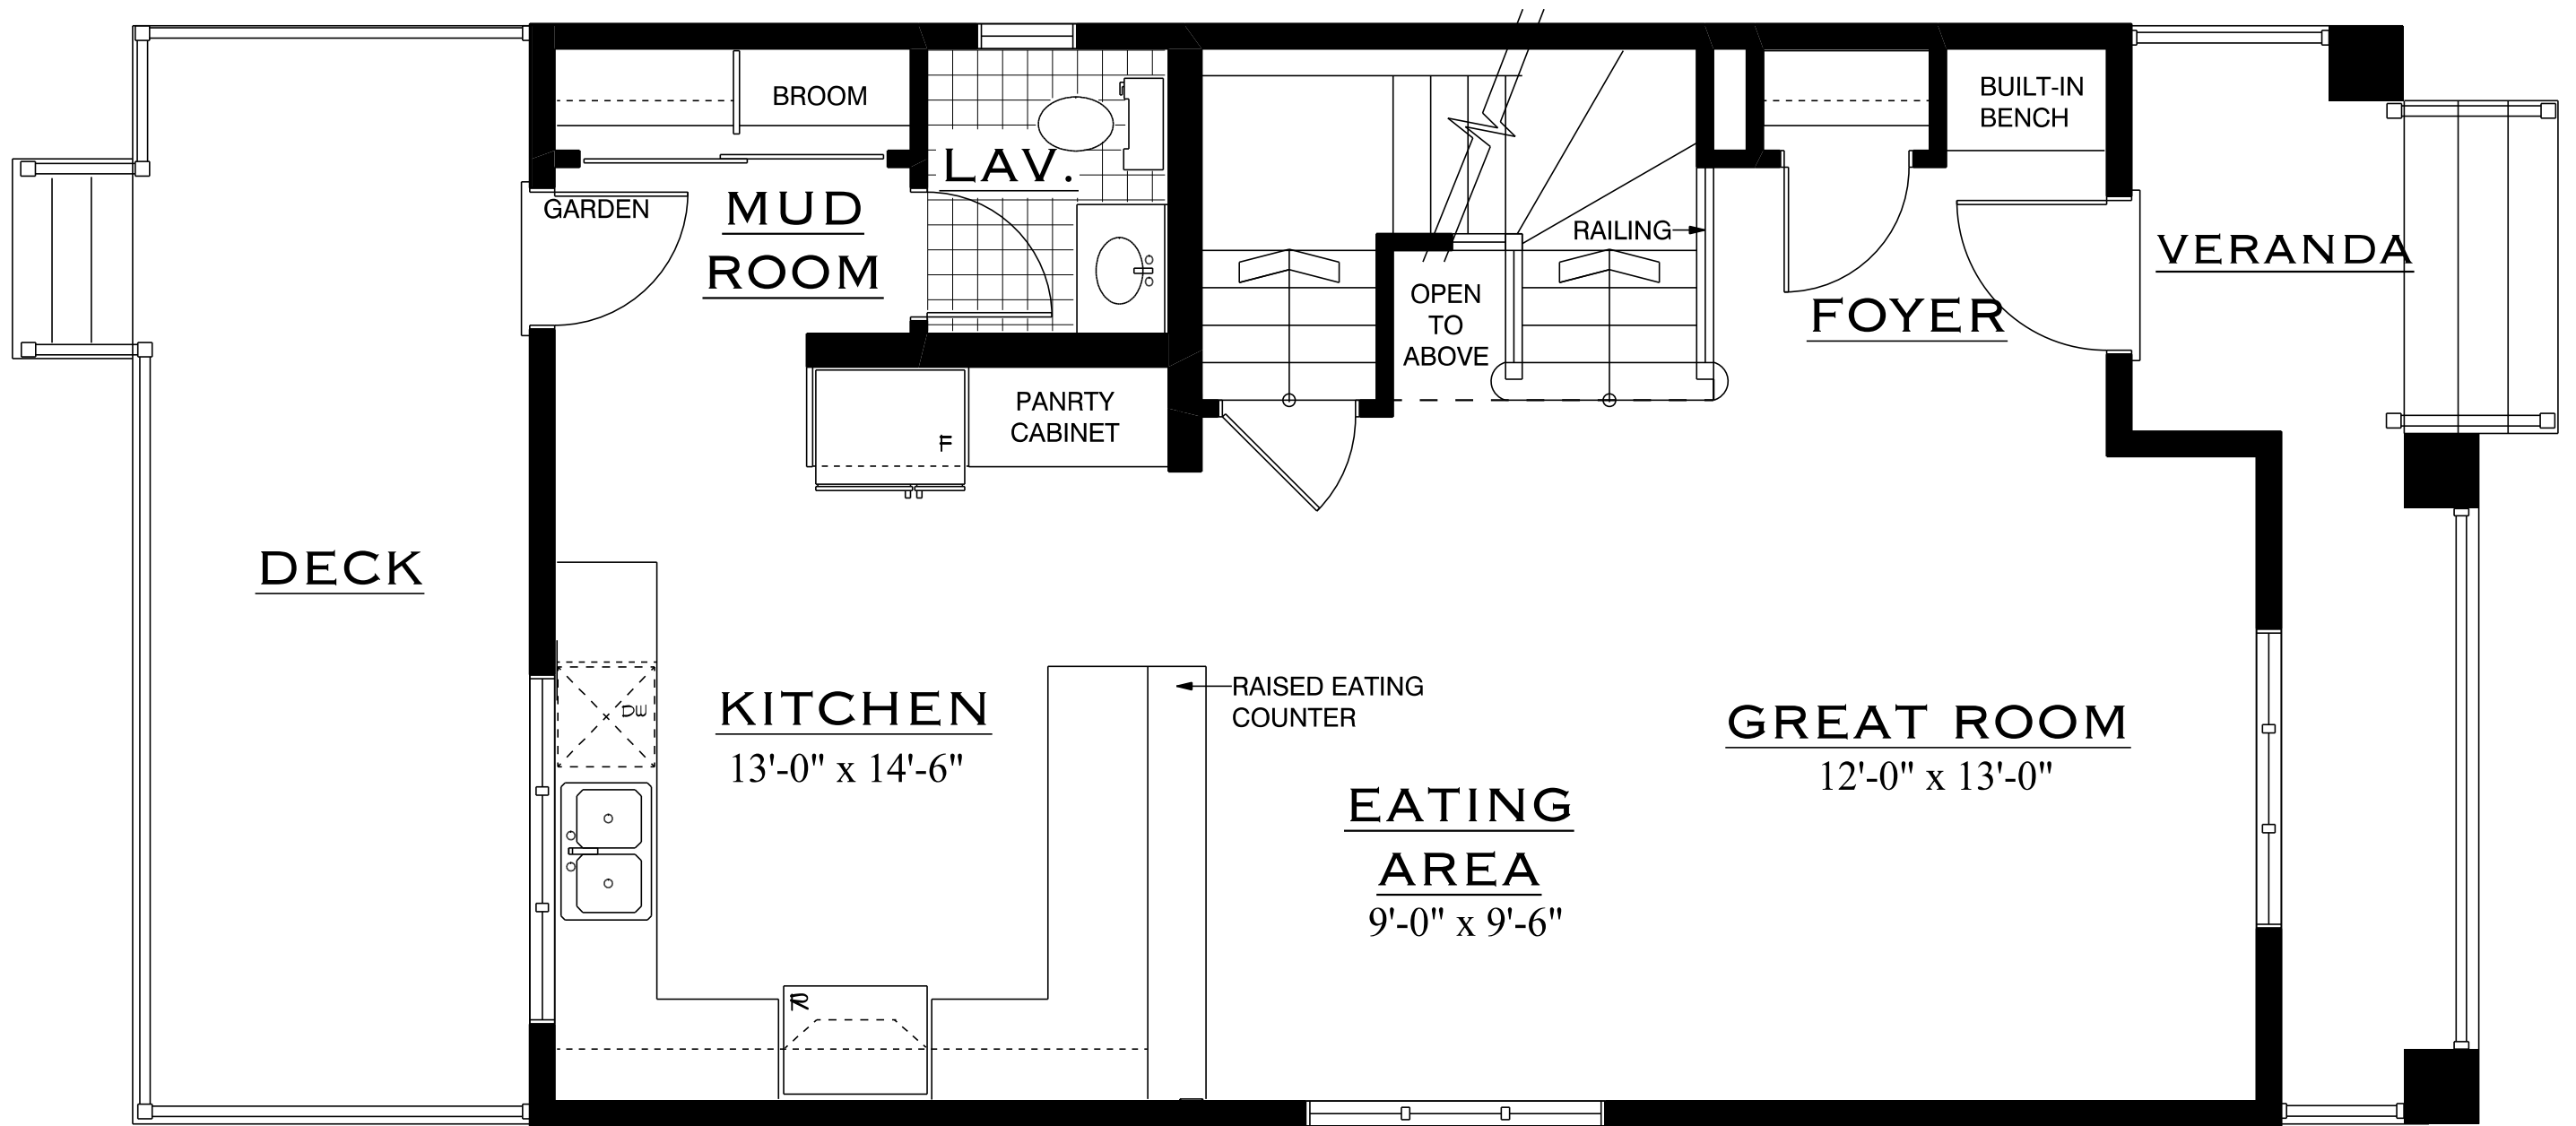 BROOM
BUILT-IN
BENCH
LAV.
GARDEN
MUD
ROOM
RAILING
VERANDA
OPEN
TO
ABOVE
FOYER
PANRTY
CABINET
F
DECK
RAISED EATING
COUNTER
DW
KITCHEN
13'-0" x 14'-6"
GREAT ROOM
12'-0" x 13'-0"
EATING
AREA
9'-0" x 9'-6"
R